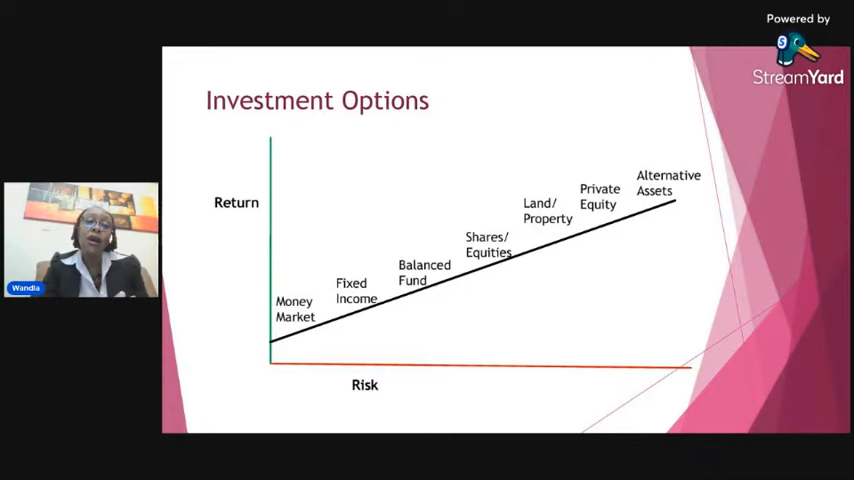 Powered by
S
StreamYard
Investment Options
Return
Money
Market
Fixed
Income
Balanced
Fund
Shares/
Equities
Land/
Property
Private
Equity
Alternative
Assets
Risk
Wandia